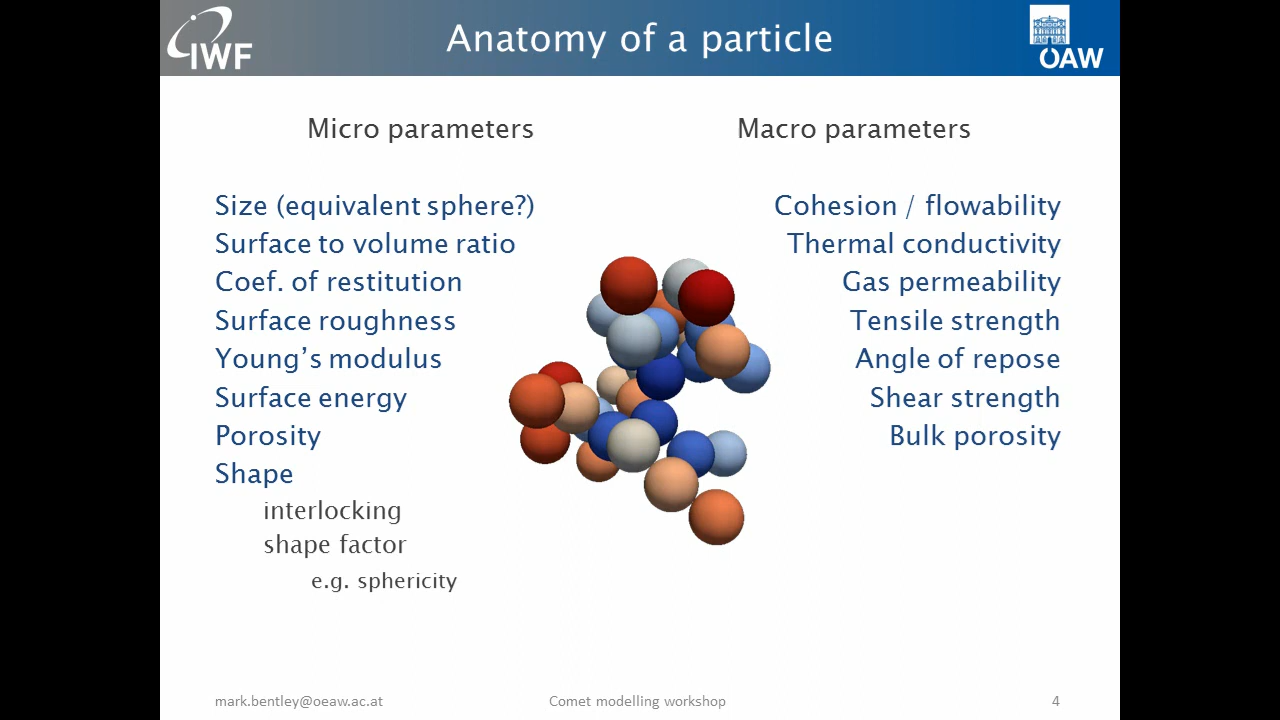 IWF
Anatomy of a particle
ÖAW
Micro parameters
Size (equivalent sphere?)
Surface to volume ratio
Coef. of restitution
Surface roughness
Young's modulus
Surface energy
Porosity
Shape
interlocking
shape factor
e.g. sphericity
Macro parameters
Cohesion / flowability
Thermal conductivity
Gas permeability
Tensile strength
Angle of repose
Shear strength
Bulk porosity
mark.bentley@oeaw.ac.at
Comet modelling workshop
4